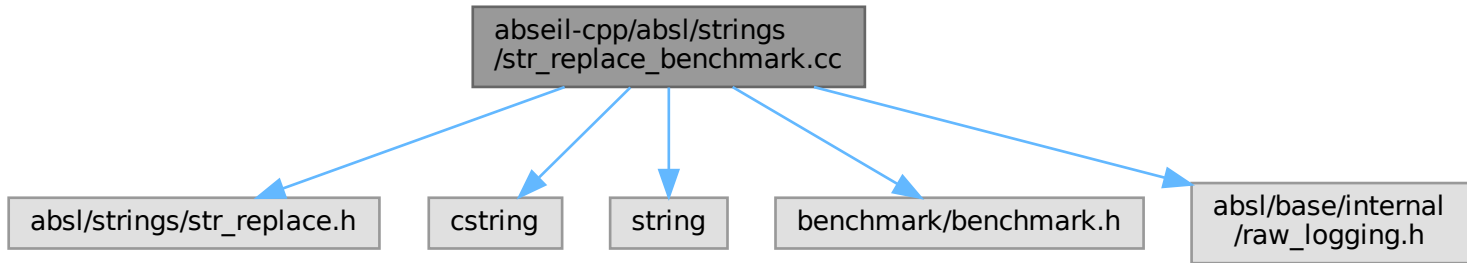 abseil-cpp/absl/strings
/str_replace_benchmark.cc
absl/strings/str_replace.h
cstring
string
benchmark/benchmark.h
absl/base/internal
/raw_logging.h